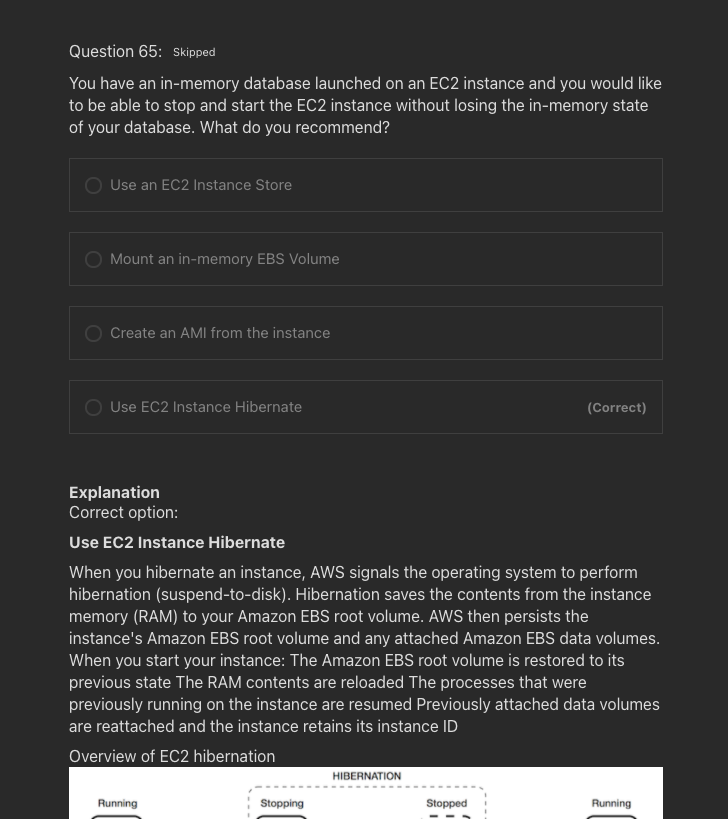 Question 65: Skipped
You have an in-memory database launched on an EC2 instance and you would like
to be able to stop and start the EC2 instance without losing the in-memory state
of your database. What do you recommend?
Use an EC2 Instance Store
Mount an in-memory EBS Volume
Create an AMI from the instance
Use EC2 Instance Hibernate (Correct)
Explanation
Correct option:
Use EC2 Instance Hibernate
When you hibernate an instance, AWS signals the operating system to perform
hibernation (suspend-to-disk). Hibernation saves the contents from the instance
memory (RAM) to your Amazon EBS root volume. AWS then persists the
instance's Amazon EBS root volume and any attached Amazon EBS data volumes.
When you start your instance: The Amazon EBS root volume is restored to its
previous state The RAM contents are reloaded The processes that were
previously running on the instance are resumed Previously attached data volumes
are reattached and the instance retains its instance ID
Overview of EC2 hibernation
HIBERNATION
Running Stopping Stopped Running